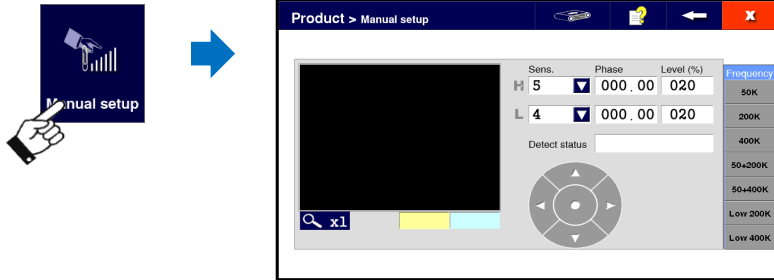 Manual setup
Product > Manual setup
X
Sens. Phase Level (%)
H 5 000.00 020
L 4 000.00 020
Detect status
x1
Frequency
50K
200K
400K
50+200K
50+400K
Low 200K
Low 400K